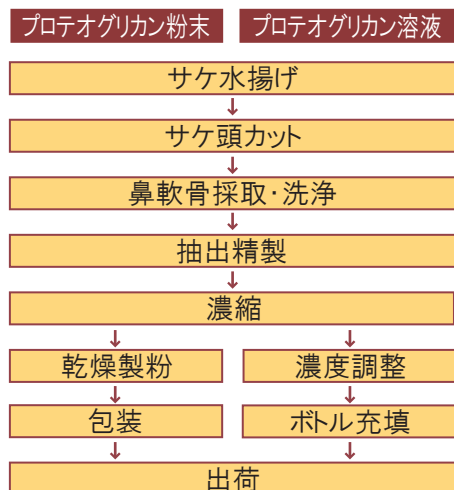 プロテオグリカン粉末 プロテオグリカン溶液
サケ水揚げ
↓
サケ頭カット
↓
鼻軟骨採取・洗浄
↓
抽出精製
↓
濃縮
↓ ↓
乾燥製粉 濃度調整
↓ ↓
包装 ボトル充填
↓ ↓
出荷